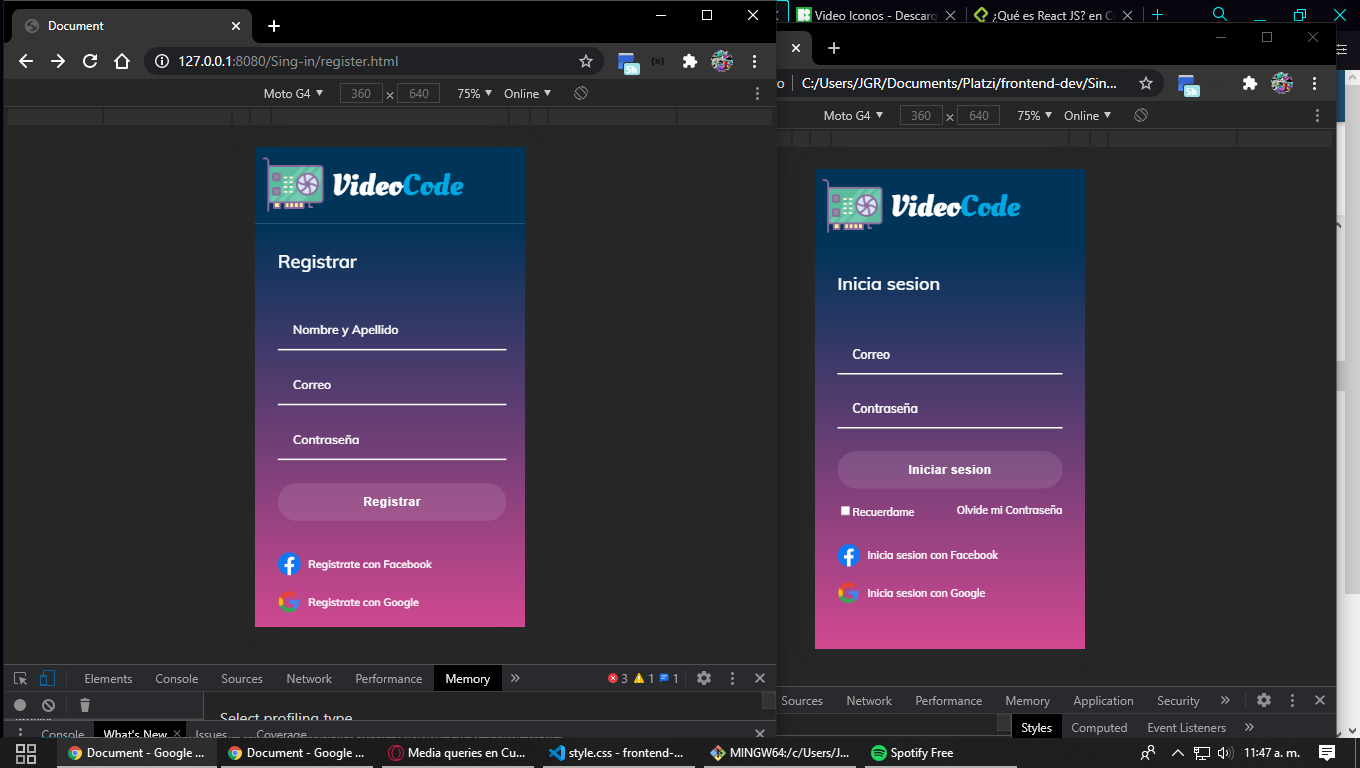 Document
127.0.0.1:8080/Sing-in/register.html
Moto G4 360 × 640 75% Online
VideoCode
Registrar
Nombre y Apellido
Correo
Contraseña
Registrar
Registrate con Facebook
Registrate con Google
Elements Console Sources Network Performance Memory » 3 1 1
Select profiling type
Console What's New Issues Coverage
Video Iconos - Descarg
¿Qué es React JS? en C
o C:/Users/JGR/Documents/Platzi/frontend-dev/Sin...
Moto G4 360 × 640 75% Online
VideoCode
Inicia sesion
Correo
Contraseña
Iniciar sesion
Recuerdame Olvide mi Contraseña
Inicia sesion con Facebook
Inicia sesion con Google
Sources Network Performance Memory Application Security »
Styles Computed Event Listeners »
Document - Google ... Document - Google ... Media queries en Cu... style.css - frontend-... MINGW64:/c/Users/J... Spotify Free 11:47 a. m.